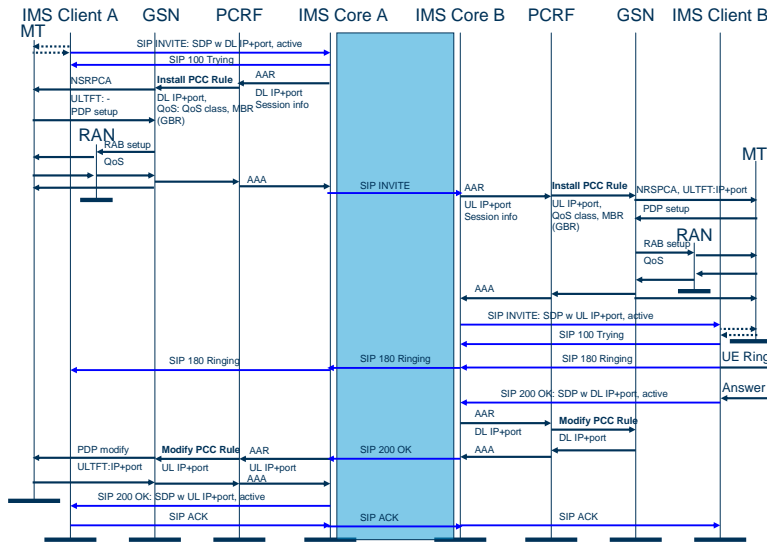 IMS Client A GSN PCRF IMS Core A IMS Core B PCRF GSN IMS Client B
MT
SIP INVITE: SDP w DL IP+port, active
SIP 100 Trying
NSRPCA
Install PCC Rule
AAR
ULTFT: -
DL IP+port,
QoS: QoS class, MBR
(GBR)
DL IP+port
Session info
PDP setup
RAN
RAB setup
QoS
AAA
SIP INVITE
AAR
Install PCC Rule
NRSPCA, ULTFT:IP+port
MT
UL IP+port
Session info
UL IP+port,
QoS class, MBR
(GBR)
PDP setup
RAN
RAB setup
QoS
AAA
SIP INVITE: SDP w UL IP+port, active
SIP 100 Trying
SIP 180 Ringing
SIP 180 Ringing
SIP 180 Ringing
UE Ring
SIP 200 OK: SDP w DL IP+port, active
Answer
AAR
Modify PCC Rule
DL IP+port
DL IP+port
PDP modify
Modify PCC Rule
AAR
SIP 200 OK
AAA
ULTFT:IP+port
UL IP+port
UL IP+port
AAA
SIP 200 OK: SDP w UL IP+port, active
SIP ACK
SIP ACK
SIP ACK